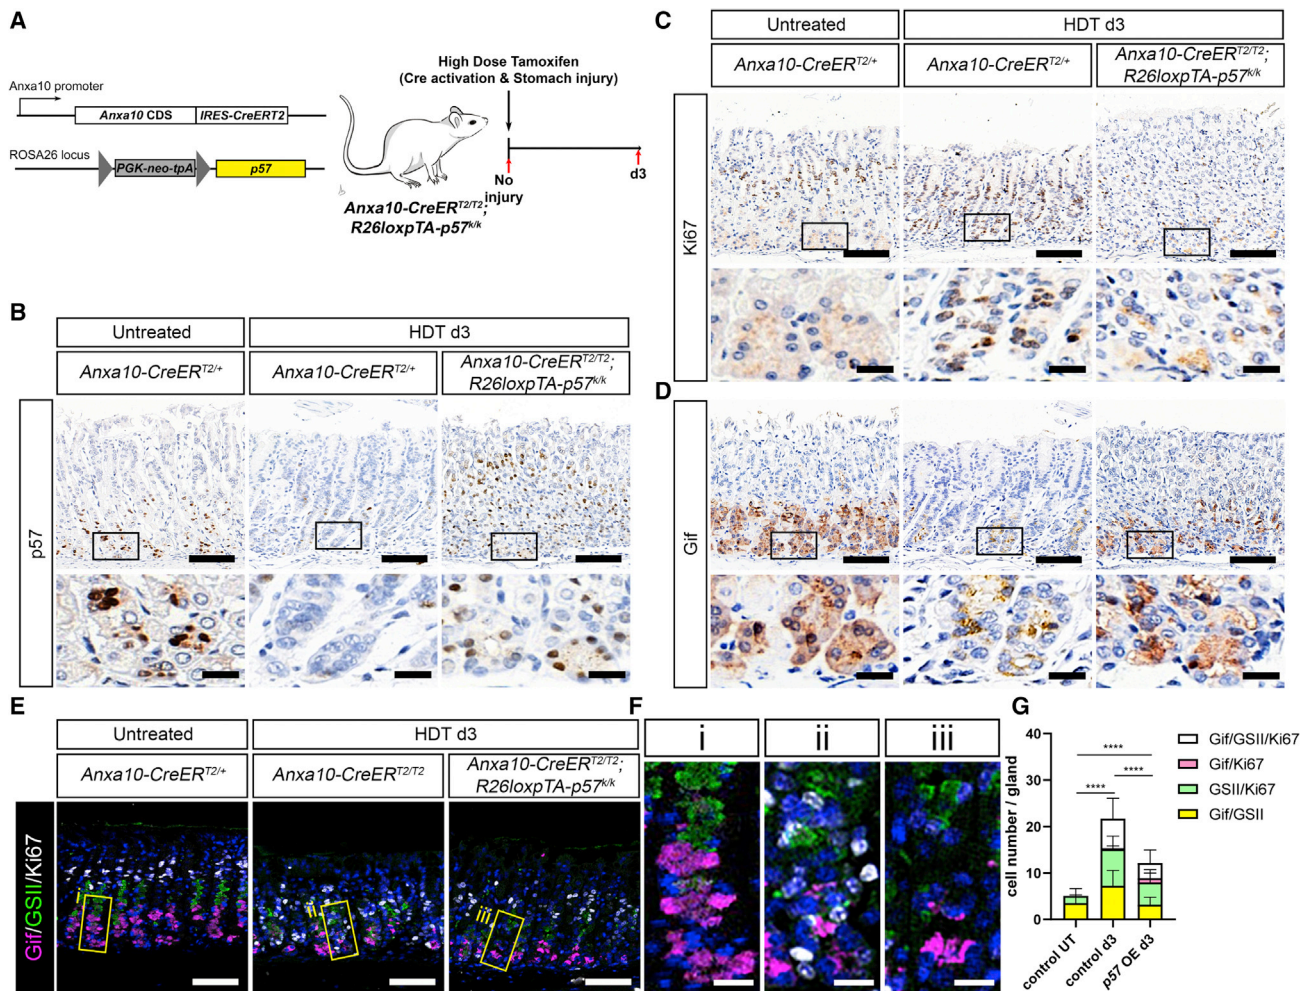 A
Anxa10 promoter
Anxa10 CDS
IRES-CreERT2
ROSA26 locus
PGK-neo-tpA
p57
High Dose Tamoxifen
(Cre activation & Stomach injury)
No
injury
d3
Anxa10-CreERT2/T2;
R26loxpTA-p57k/k
B
Untreated
HDT d3
Anxa10-CreERT2/+
Anxa10-CreERT2/+
Anxa10-CreERT2/T2;
R26loxpTA-p57k/k
p57
C
Untreated
HDT d3
Anxa10-CreERT2/+
Anxa10-CreERT2/+
Anxa10-CreERT2/T2;
R26loxpTA-p57k/k
Ki67
D
Gif
E
Untreated
HDT d3
Anxa10-CreERT2/+
Anxa10-CreERT2/T2
Anxa10-CreERT2/T2;
R26loxpTA-p57k/k
Gif/GSII/Ki67
i
ii
iii
F
i
ii
iii
G
cell number / gland
40
30
20
10
0
****
****
****
control UT
control d3
p57 OE d3
Gif/GSII/Ki67
Gif/Ki67
GSII/Ki67
Gif/GSII